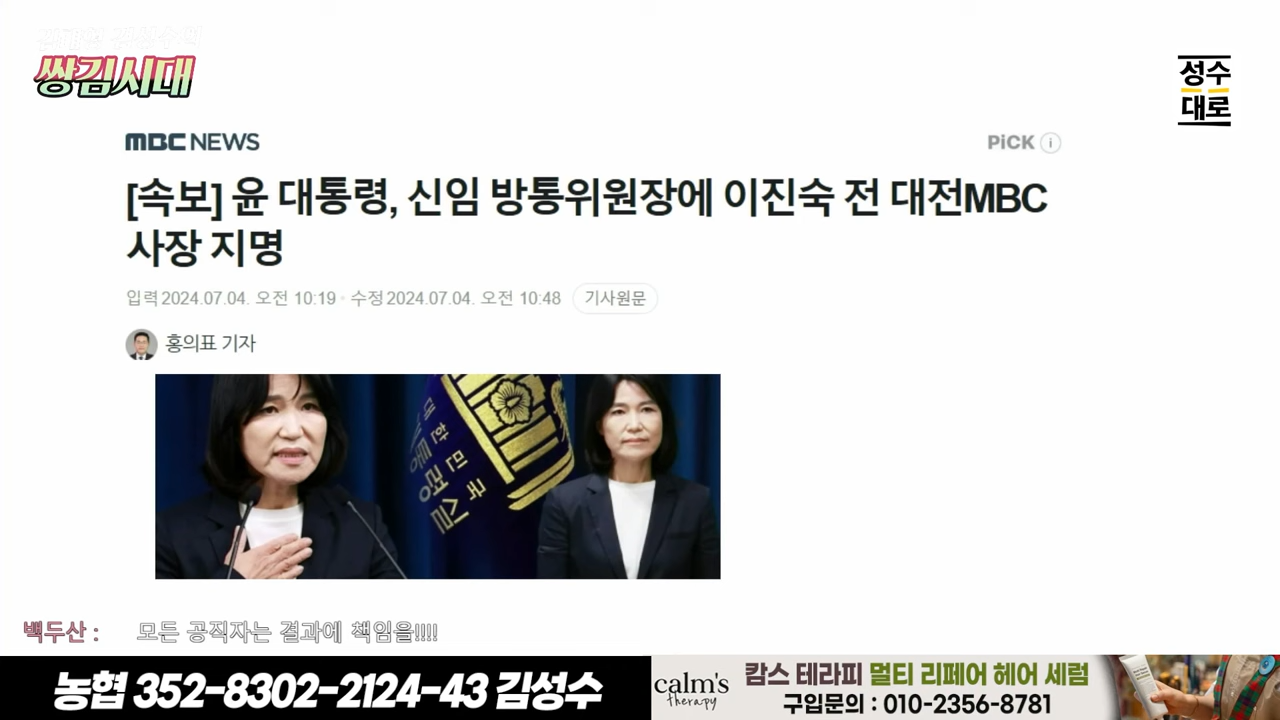 쌍김시대
성수
대로
MBC NEWS
PiCK
[속보] 윤 대통령, 신임 방통위원장에 이진숙 전 대전MBC
사장 지명
입력 2024.07.04. 오전 10:19 수정 2024.07.04. 오전 10:48 기사원문
홍의표 기자
대한민국
백두산 : 모든 공직자는 결과에 책임을!!!!
농협 352-8302-2124-43 김성수
calm's
therapy
캄스 테라피 멀티 리페어 헤어 세럼
구입문의 : 010-2356-8781